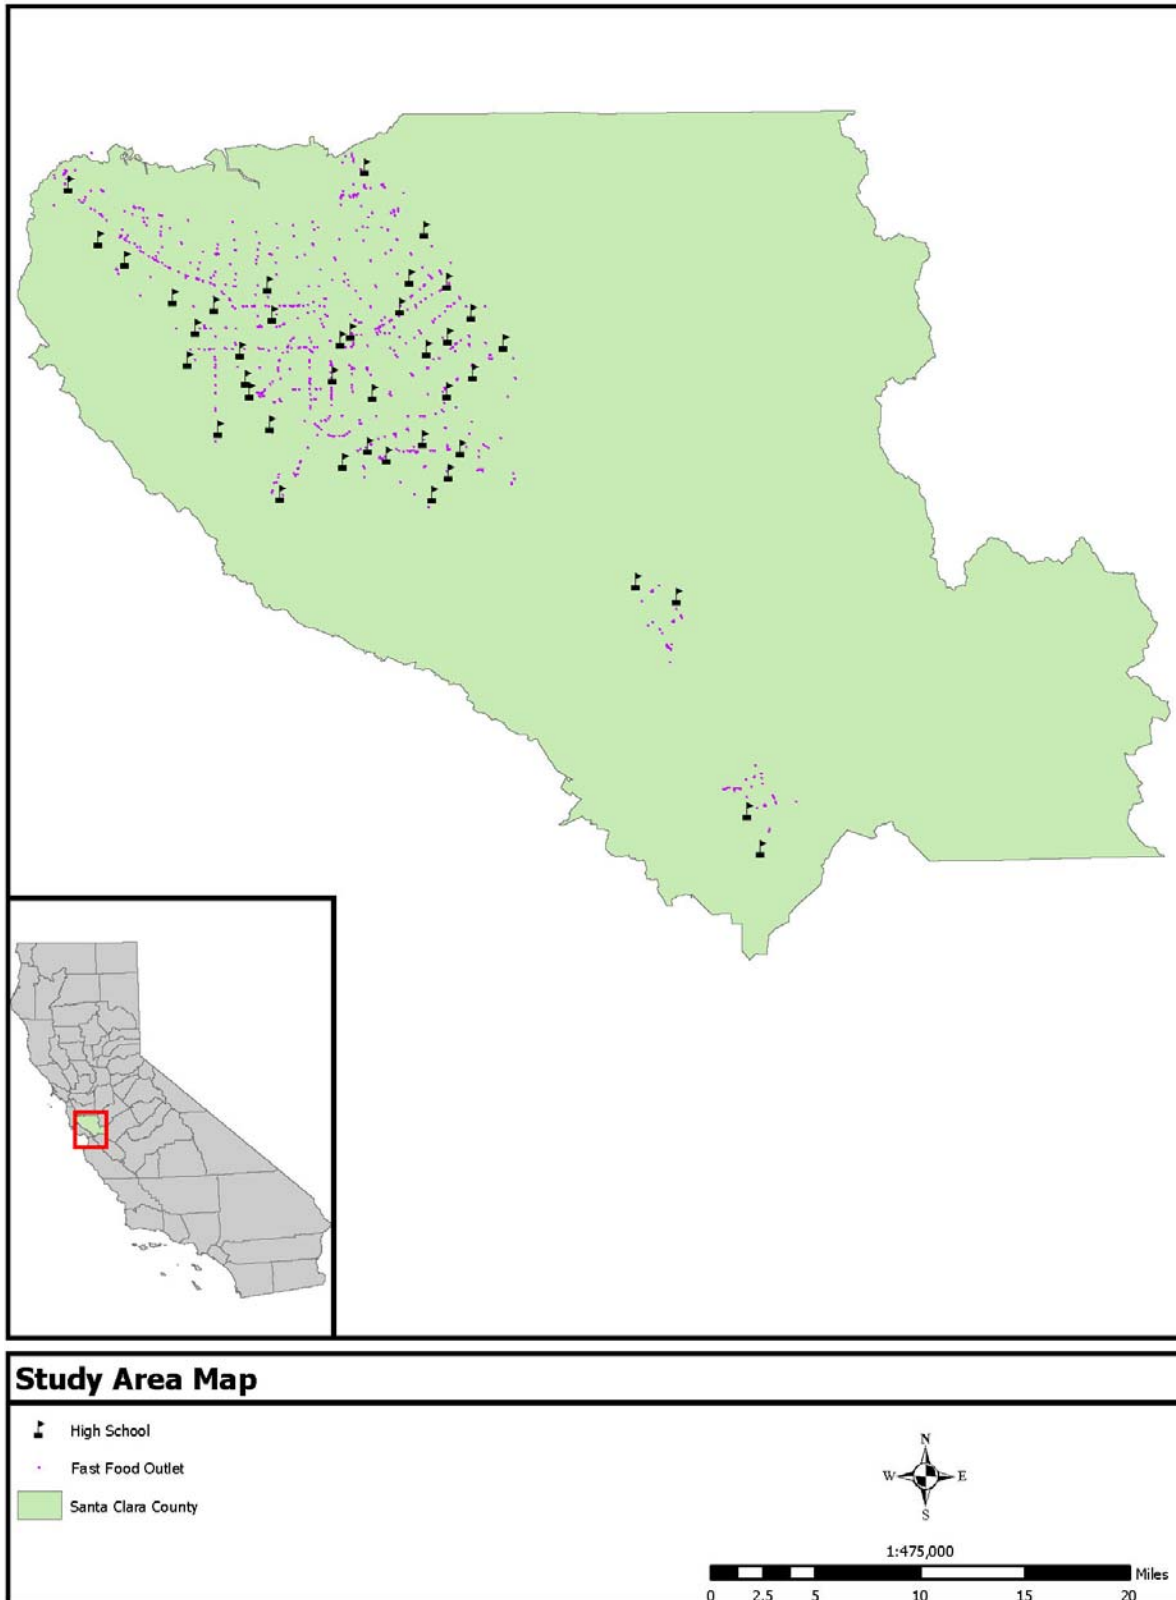 Study Area Map
High School
Fast Food Outlet
Santa Clara County
N
W E
S
1:475,000
Miles
0 2.5 5 10 15 20